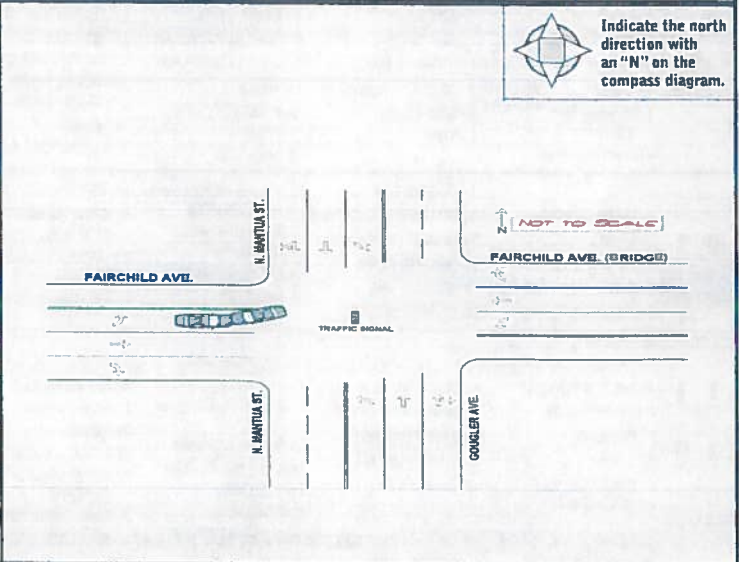 Indicate the north
direction with
an "N" on the
compass diagram.
N. MANTUA ST.
N
NOT TO SCALE
FAIRCHILD AVE.
FAIRCHILD AVE. (BRIDGE)
TRAFFIC SIGNAL
N. MANTUA ST.
GONGLER AVE.